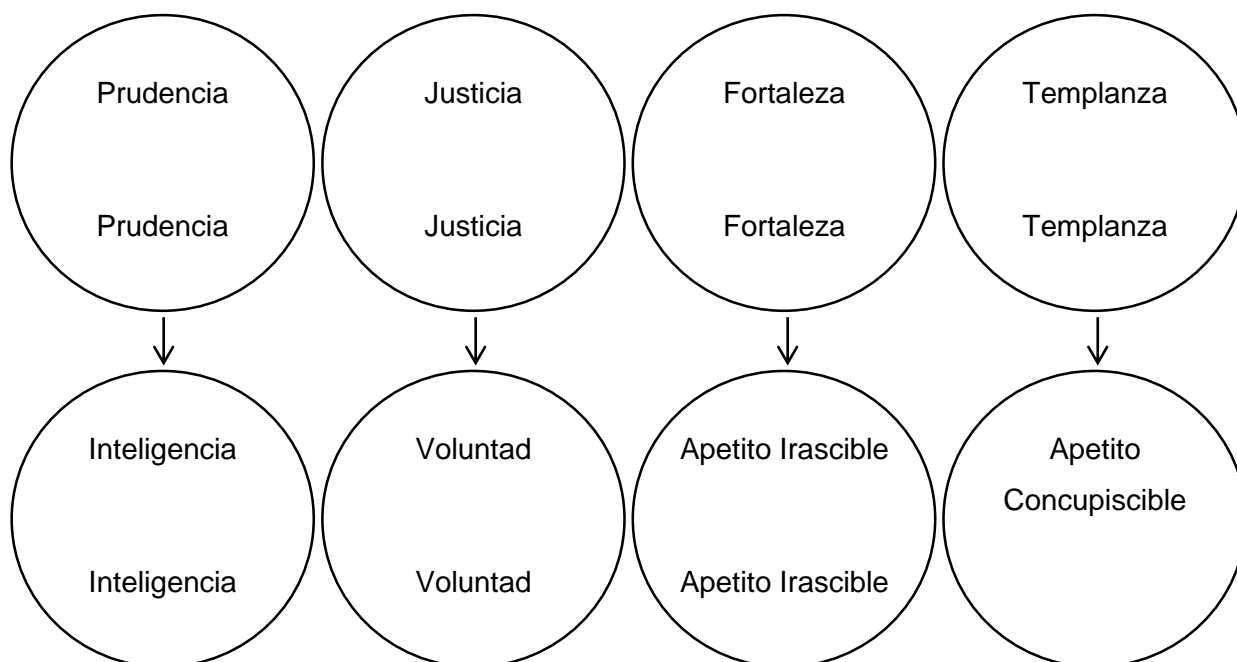 Prudencia
Justicia
Fortaleza
Templanza
Prudencia
Justicia
Fortaleza
Templanza
Inteligencia
Voluntad
Apetito Irascible
Apetito
Concupiscible
Inteligencia
Voluntad
Apetito Irascible